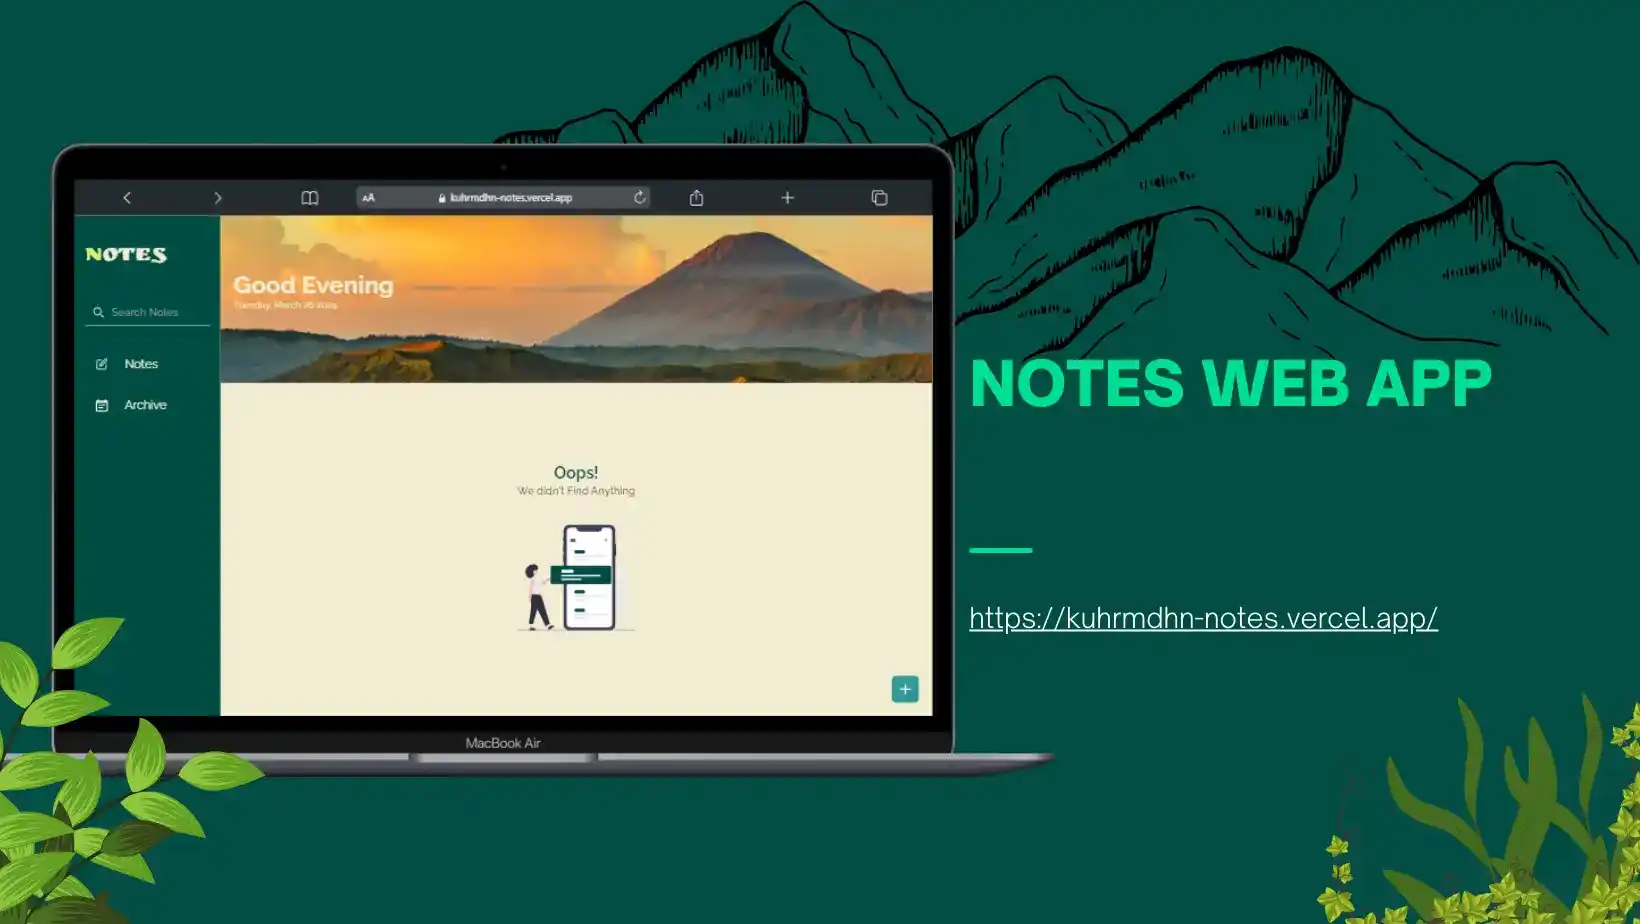 aA
kuhrmdhn-notes.vercel.app
NOTES
Good Evening
Search Notes
Notes
Archive
Oops!
We didn't Find Anything
MacBook Air
NOTES WEB APP
https://kuhrmdhn-notes.vercel.app/